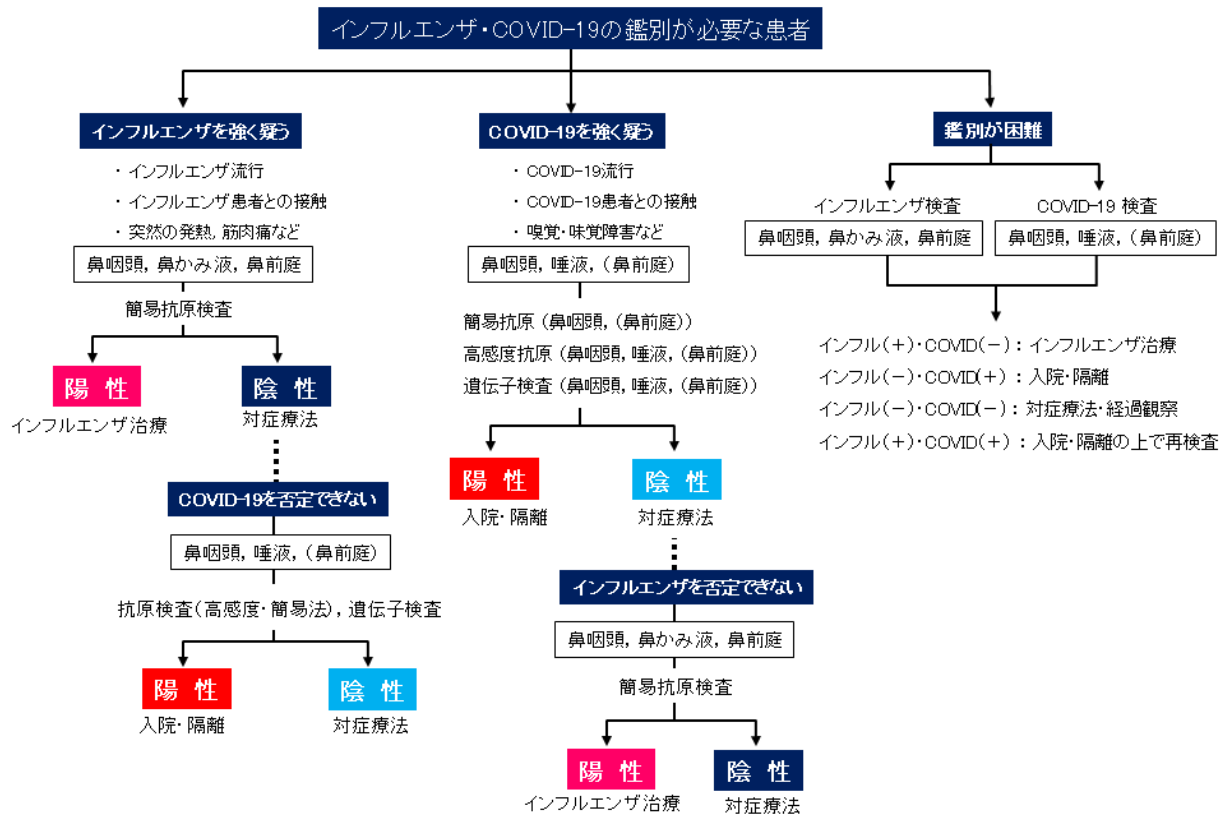 インフルエンザ・COVID-19の鑑別が必要な患者
インフルエンザを強く疑う
・ インフルエンザ流行
・ インフルエンザ患者との接触
・ 突然の発熱, 筋肉痛など
鼻咽頭, 鼻かみ液, 鼻前庭
簡易抗原検査
陽 性
インフルエンザ治療
陰 性
対症療法
COVID-19を否定できない
鼻咽頭, 唾液, (鼻前庭)
抗原検査(高感度・簡易法), 遺伝子検査
陽 性
入院・隔離
陰 性
対症療法
COVID-19を強く疑う
・ COVID-19流行
・ COVID-19患者との接触
・ 嗅覚・味覚障害など
鼻咽頭, 唾液, (鼻前庭)
簡易抗原 (鼻咽頭, (鼻前庭))
高感度抗原 (鼻咽頭, 唾液, (鼻前庭))
遺伝子検査 (鼻咽頭, 唾液, (鼻前庭))
陽 性
入院・隔離
陰 性
対症療法
インフルエンザを否定できない
鼻咽頭, 鼻かみ液, 鼻前庭
簡易抗原検査
陽 性
インフルエンザ治療
陰 性
対症療法
鑑別が困難
インフルエンザ検査
鼻咽頭, 鼻かみ液, 鼻前庭
COVID-19 検査
鼻咽頭, 唾液, (鼻前庭)
インフル(+)・COVID(-) : インフルエンザ治療
インフル(-)・COVID(+) : 入院・隔離
インフル(-)・COVID(-) : 対症療法・経過観察
インフル(+)・COVID(+) : 入院・隔離の上で再検査